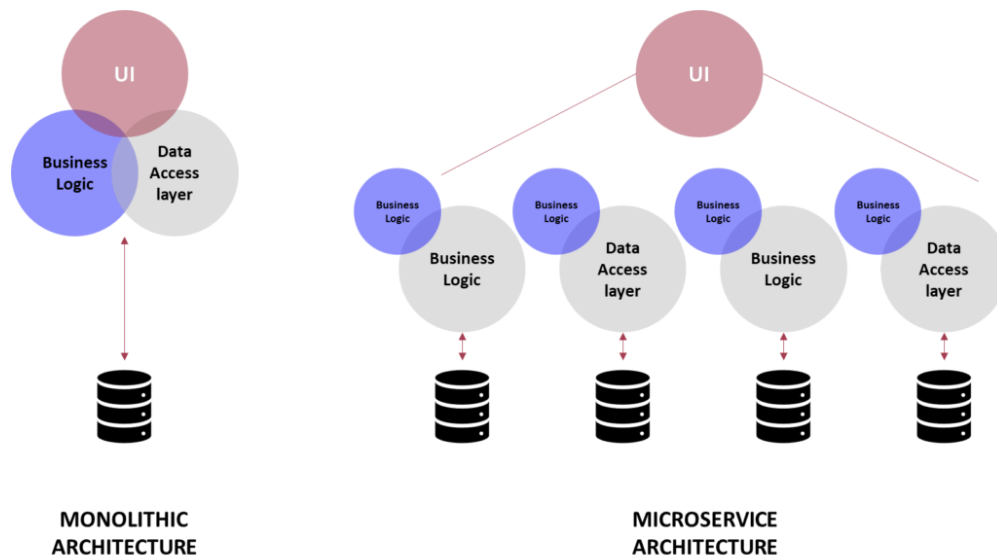 UI
Business
Logic
Data
Access
layer
MONOLITHIC
ARCHITECTURE
UI
Business
Logic
Business
Logic
Business
Logic
Data
Access
layer
Business
Logic
Business
Logic
Business
Logic
Data
Access
layer
MICROSERVICE
ARCHITECTURE